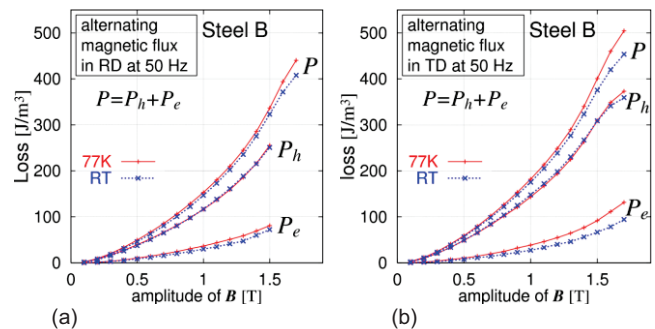 alternating
magnetic flux
in RD at 50 Hz
Steel B
P=Pₕ+Pₑ
77K
RT
P
Pₕ
Pₑ
Loss [J/m³]
500
400
300
200
100
0
0 0.5 1 1.5
amplitude of B [T]
(a)
alternating
magnetic flux
in TD at 50 Hz
Steel B
P=Pₕ+Pₑ
77K
RT
P
Pₕ
Pₑ
loss [J/m³]
500
400
300
200
100
0
0 0.5 1 1.5
amplitude of B [T]
(b)